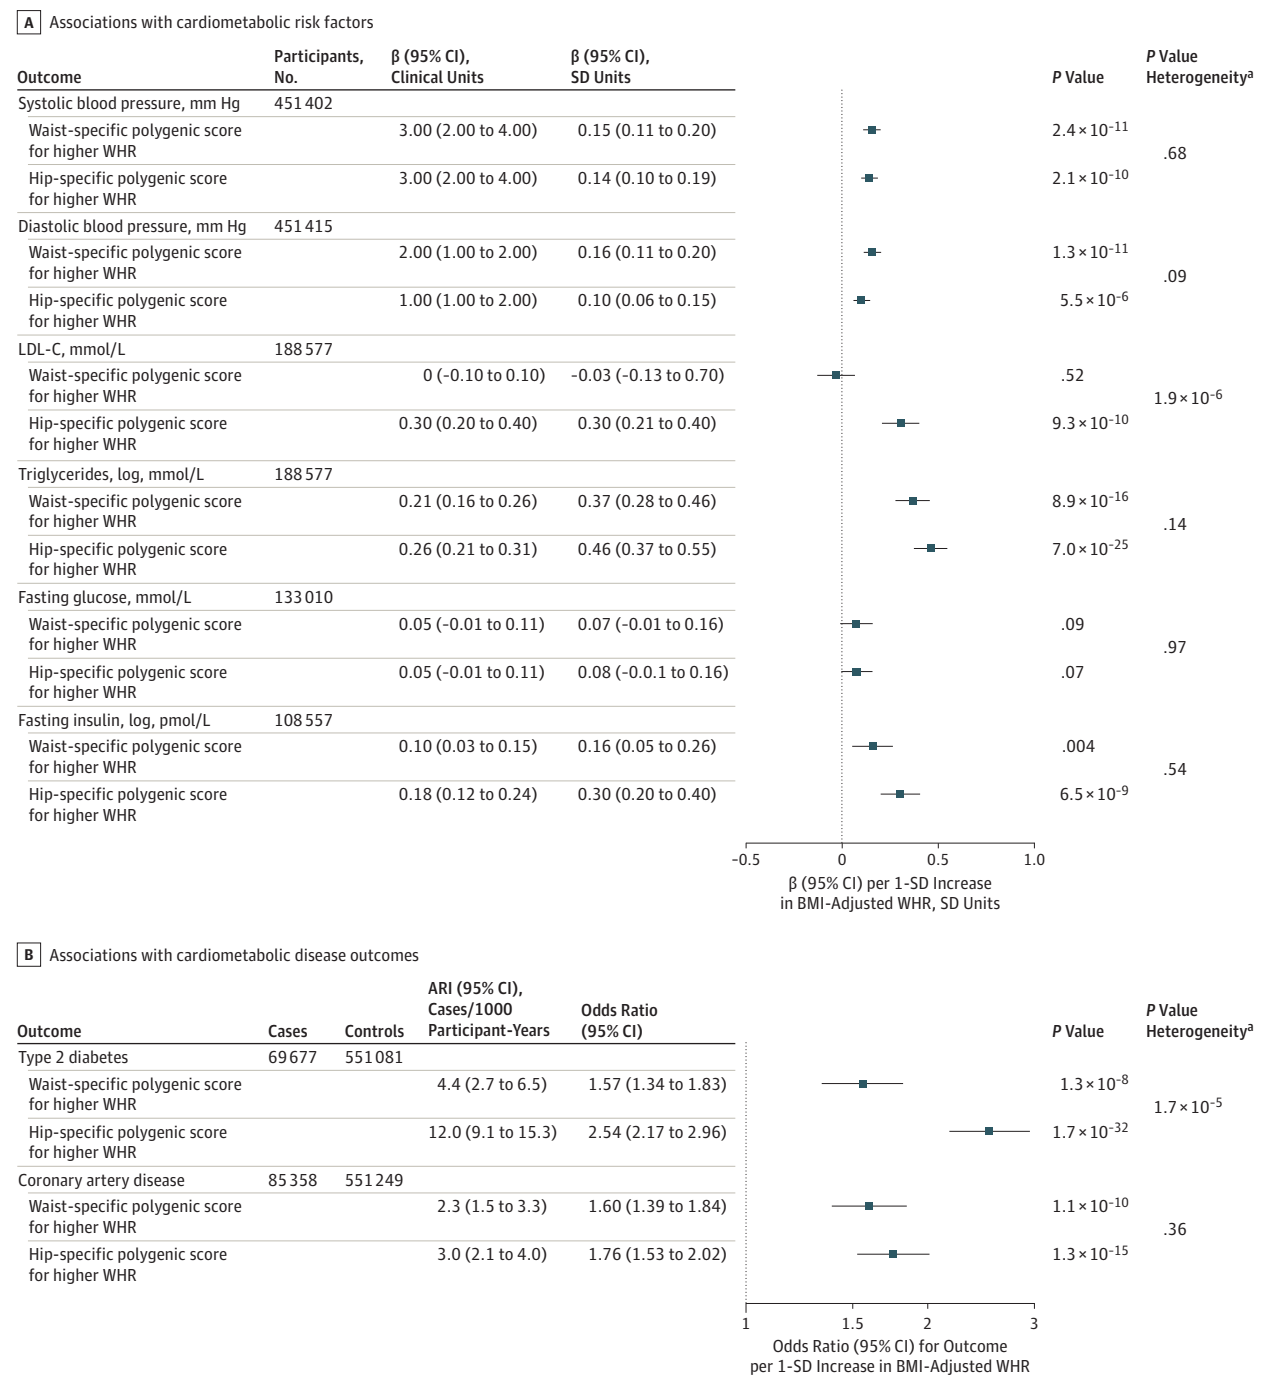 A Associations with cardiometabolic risk factors
Outcome Participants, No. β (95% CI), Clinical Units β (95% CI), SD Units P Value P Value Heterogeneityᵃ
Systolic blood pressure, mm Hg 451 402
Waist-specific polygenic score for higher WHR 3.00 (2.00 to 4.00) 0.15 (0.11 to 0.20) 2.4 × 10⁻¹¹
.68
Hip-specific polygenic score for higher WHR 3.00 (2.00 to 4.00) 0.14 (0.10 to 0.19) 2.1 × 10⁻¹⁰
Diastolic blood pressure, mm Hg 451 415
Waist-specific polygenic score for higher WHR 2.00 (1.00 to 2.00) 0.16 (0.11 to 0.20) 1.3 × 10⁻¹¹
.09
Hip-specific polygenic score for higher WHR 1.00 (1.00 to 2.00) 0.10 (0.06 to 0.15) 5.5 × 10⁻⁶
LDL-C, mmol/L 188 577
Waist-specific polygenic score for higher WHR 0 (-0.10 to 0.10) -0.03 (-0.13 to 0.70) .52
1.9 × 10⁻⁶
Hip-specific polygenic score for higher WHR 0.30 (0.20 to 0.40) 0.30 (0.21 to 0.40) 9.3 × 10⁻¹⁰
Triglycerides, log, mmol/L 188 577
Waist-specific polygenic score for higher WHR 0.21 (0.16 to 0.26) 0.37 (0.28 to 0.46) 8.9 × 10⁻¹⁶
.14
Hip-specific polygenic score for higher WHR 0.26 (0.21 to 0.31) 0.46 (0.37 to 0.55) 7.0 × 10⁻²⁵
Fasting glucose, mmol/L 133 010
Waist-specific polygenic score for higher WHR 0.05 (-0.01 to 0.11) 0.07 (-0.01 to 0.16) .09
.97
Hip-specific polygenic score for higher WHR 0.05 (-0.01 to 0.11) 0.08 (-0.0.1 to 0.16) .07
Fasting insulin, log, pmol/L 108 557
Waist-specific polygenic score for higher WHR 0.10 (0.03 to 0.15) 0.16 (0.05 to 0.26) .004
.54
Hip-specific polygenic score for higher WHR 0.18 (0.12 to 0.24) 0.30 (0.20 to 0.40) 6.5 × 10⁻⁹
-0.5 0 0.5 1.0
β (95% CI) per 1-SD Increase
in BMI-Adjusted WHR, SD Units
B Associations with cardiometabolic disease outcomes
Outcome Cases Controls ARI (95% CI), Cases/1000 Participant-Years Odds Ratio (95% CI) P Value P Value Heterogeneityᵃ
Type 2 diabetes 69 677 551 081
Waist-specific polygenic score for higher WHR 4.4 (2.7 to 6.5) 1.57 (1.34 to 1.83) 1.3 × 10⁻⁸
1.7 × 10⁻⁵
Hip-specific polygenic score for higher WHR 12.0 (9.1 to 15.3) 2.54 (2.17 to 2.96) 1.7 × 10⁻³²
Coronary artery disease 85 358 551 249
Waist-specific polygenic score for higher WHR 2.3 (1.5 to 3.3) 1.60 (1.39 to 1.84) 1.1 × 10⁻¹⁰
.36
Hip-specific polygenic score for higher WHR 3.0 (2.1 to 4.0) 1.76 (1.53 to 2.02) 1.3 × 10⁻¹⁵
1 1.5 2 3
Odds Ratio (95% CI) for Outcome
per 1-SD Increase in BMI-Adjusted WHR